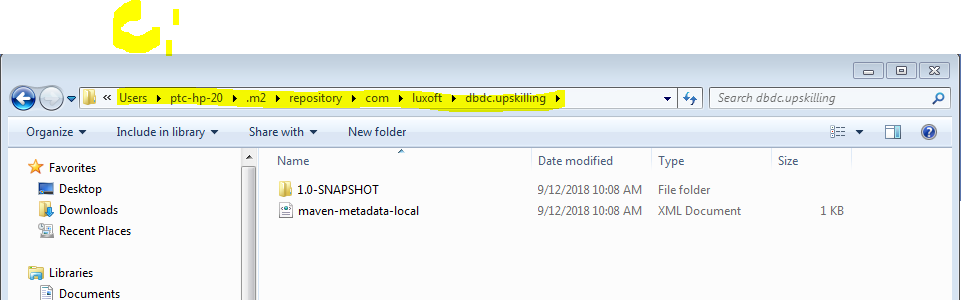 C:
« Users ▸ ptc-hp-20 ▸ .m2 ▸ repository ▸ com ▸ luxoft ▸ dbdc.upskilling ▸ Search dbdc.upskilling
Organize Include in library Share with New folder
Name Date modified Type Size
Favorites
Desktop
Downloads
Recent Places
Libraries
Documents
1.0-SNAPSHOT 9/12/2018 10:08 AM File folder
maven-metadata-local 9/12/2018 10:08 AM XML Document 1 KB